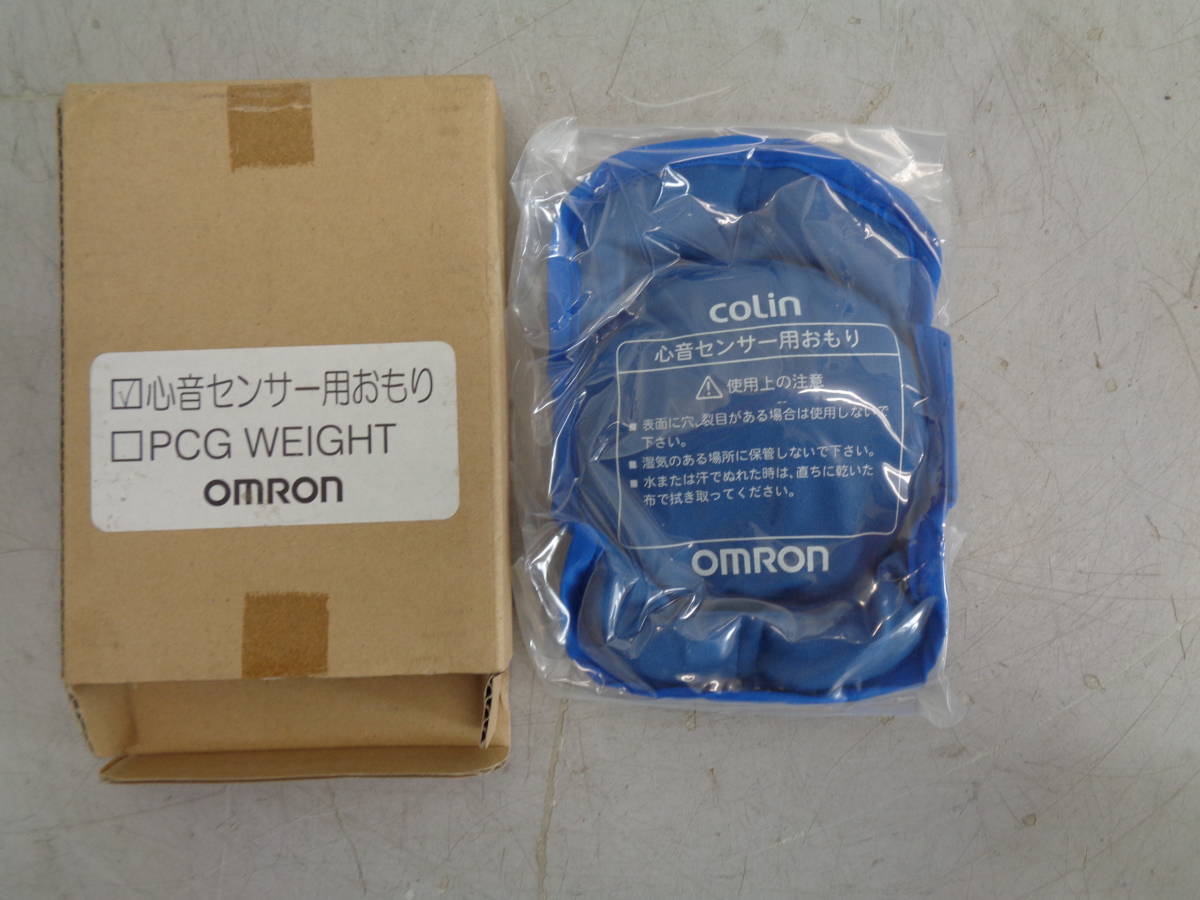 ☑心音センサー用おもり
□PCG WEIGHT
OMRON
colin
心音センサー用おもり
⚠ 使用上の注意
■ 表面に穴、裂目がある場合は使用しないで
下さい。
■ 湿気のある場所に保管しないで下さい。
■ 水または汗でぬれた時は、直ちに乾いた
布で拭き取ってください。
OMRON